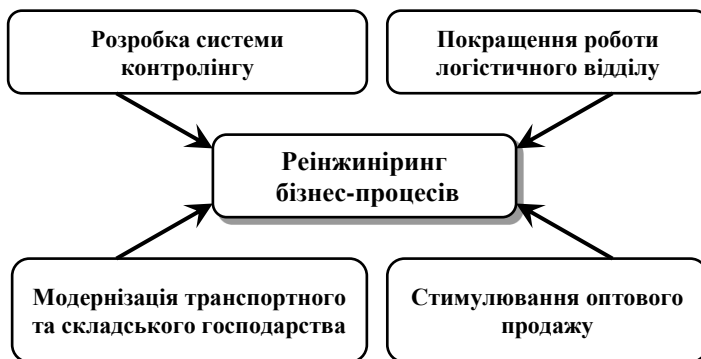 Розробка системи
контролінгу
Покращення роботи
логістичного відділу
Реінжиніринг
бізнес-процесів
Модернізація транспортного
та складського господарства
Стимулювання оптового
продажу